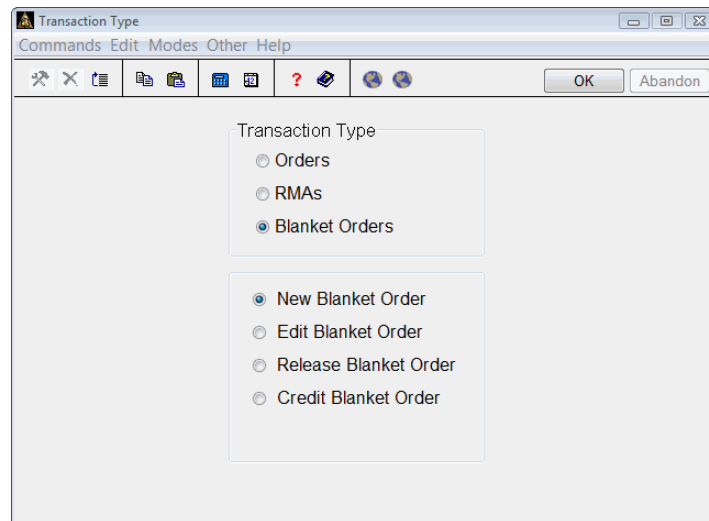 Transaction Type
Commands Edit Modes Other Help
OK Abandon
Transaction Type
Orders
RMAs
Blanket Orders
New Blanket Order
Edit Blanket Order
Release Blanket Order
Credit Blanket Order